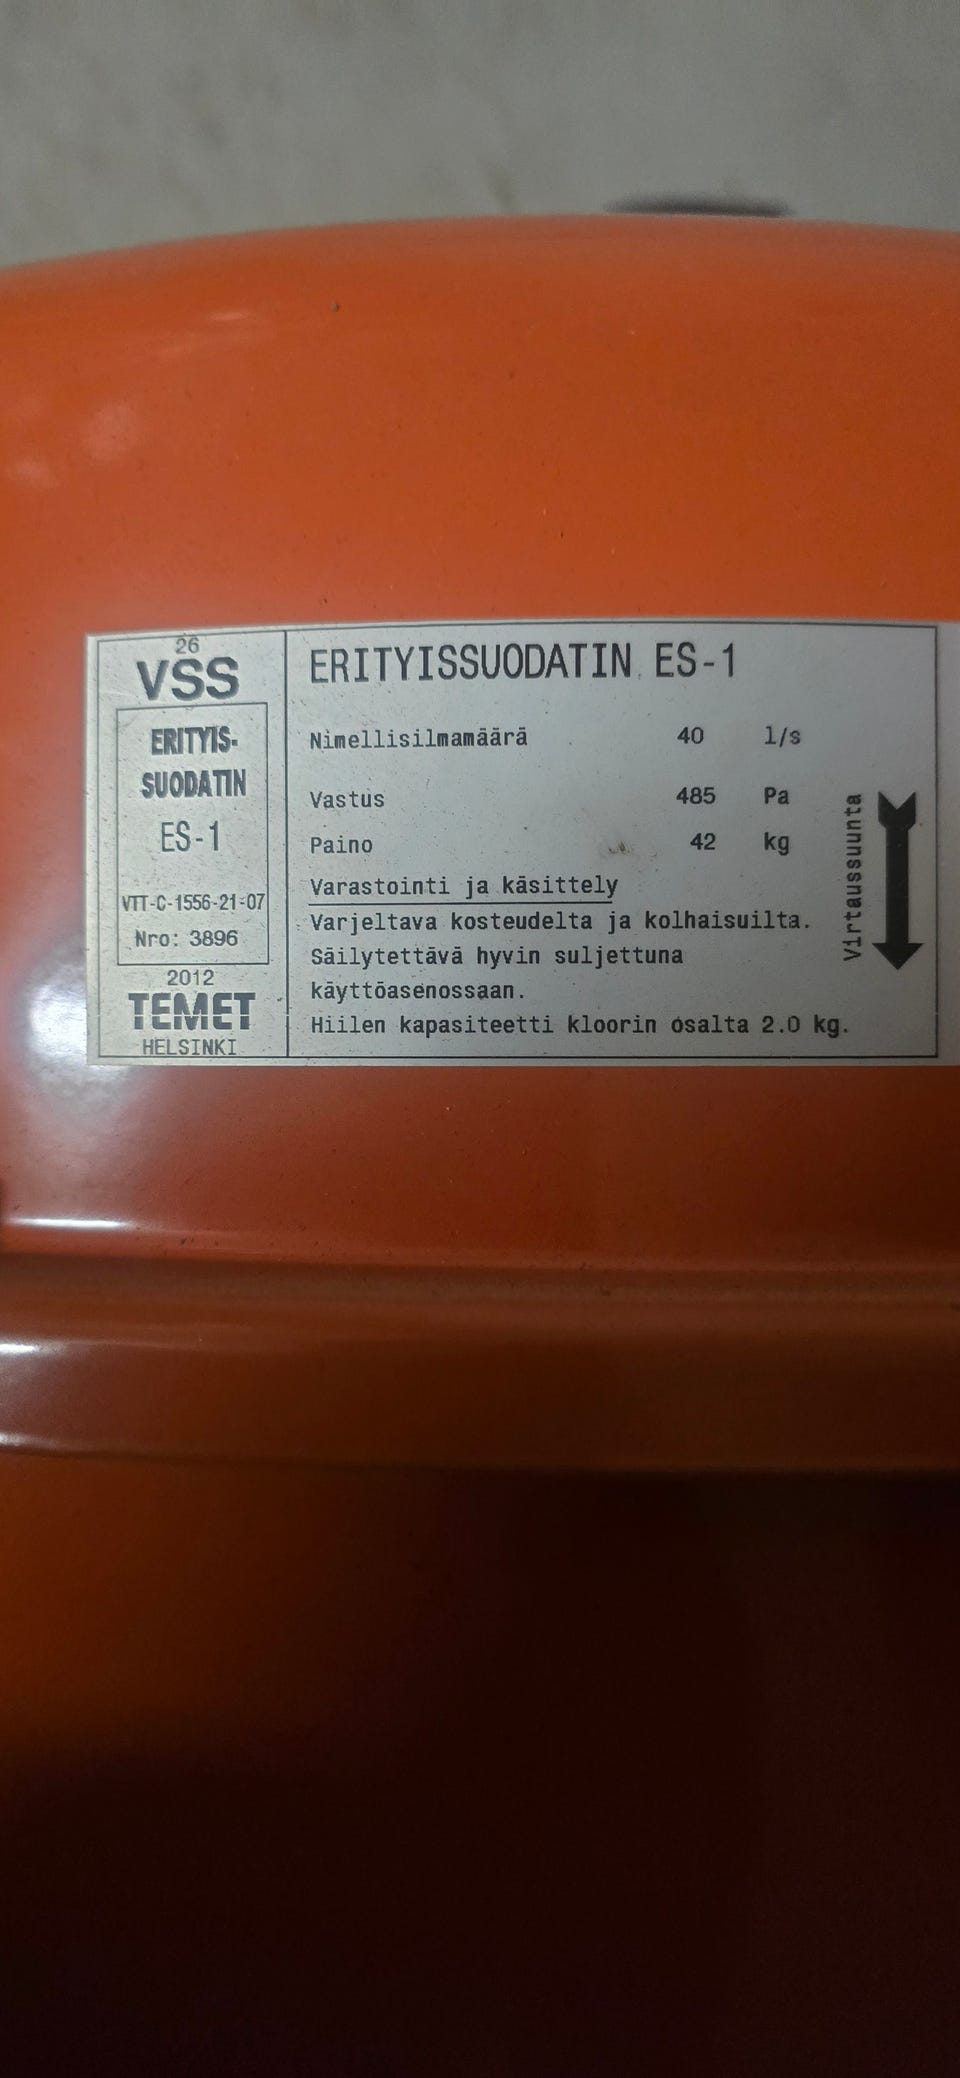 26
VSS
ERITYIS-
SUODATIN
ES-1
VTT-C-1556-21-07
Nro: 3896
2012
TEMET
HELSINKI
ERITYISSUODATIN ES-1
Nimellisilmamäärä 40 l/s
Vastus 485 Pa
Paino 42 kg
Varastointi ja käsittely
Varjeltava kosteudelta ja kolhaisuilta.
Säilytettävä hyvin suljettuna
käyttöasenossaan.
Hiilen kapasiteetti kloorin osalta 2.0 kg.
Virtaussuunta